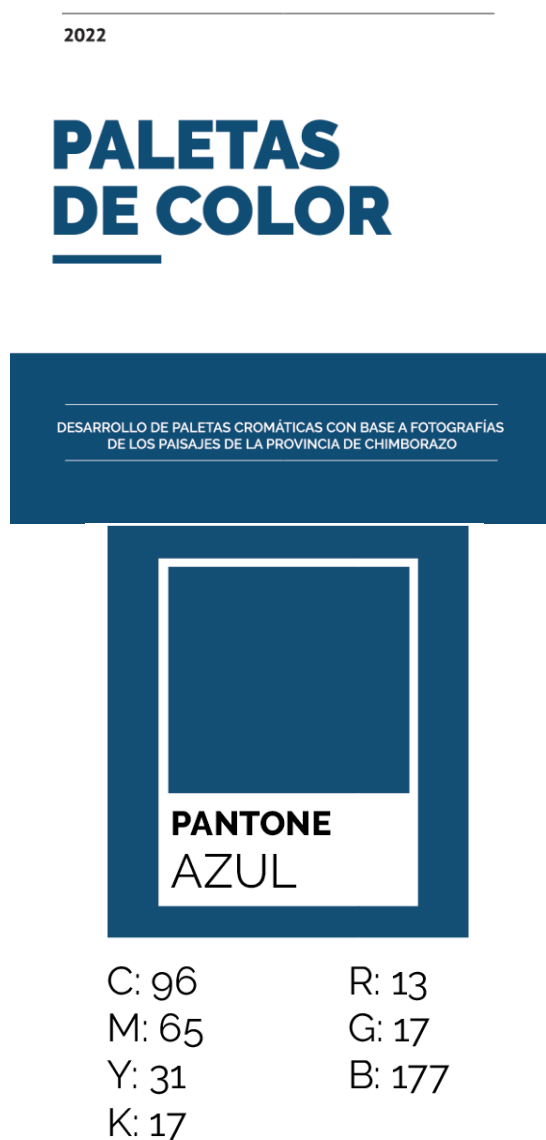 2022
PALETAS
DE COLOR
DESARROLLO DE PALETAS CROMÁTICAS CON BASE A FOTOGRAFÍAS
DE LOS PAISAJES DE LA PROVINCIA DE CHIMBORAZO
PANTONE
AZUL
C: 96
M: 65
Y: 31
K: 17
R: 13
G: 17
B: 177